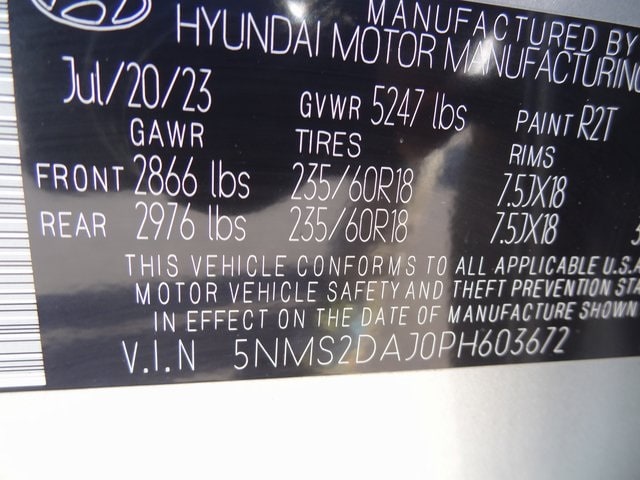 MANUFACTURED BY
HYUNDAI MOTOR MANUFACTURING
Jul/20/23 GVWR 5247 lbs PAINT R2T
GAWR TIRES RIMS
FRONT 2866 lbs 235/60R18 7.5JX18
REAR 2976 lbs 235/60R18 7.5JX18
THIS VEHICLE CONFORMS TO ALL APPLICABLE U.S.A
MOTOR VEHICLE SAFETY AND THEFT PREVENTION STA
IN EFFECT ON THE DATE OF MANUFACTURE SHOWN
V.I.N 5NMS2DAJ0PH603672